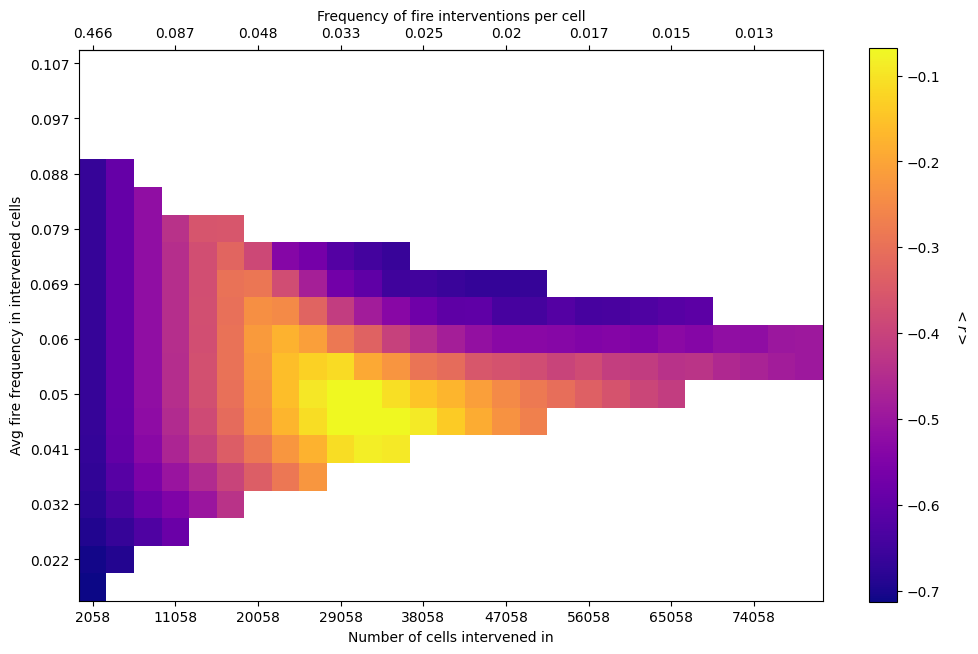 Frequency of fire interventions per cell
0.466 0.087 0.048 0.033 0.025 0.02 0.017 0.015 0.013
0.107
0.097
0.088
0.079
0.069
0.06
0.05
0.041
0.032
0.022
Avg fire frequency in intervened cells
2058 11058 20058 29058 38058 47058 56058 65058 74058
Number of cells intervened in
−0.1
−0.2
−0.3
−0.4
−0.5
−0.6
−0.7
< r >